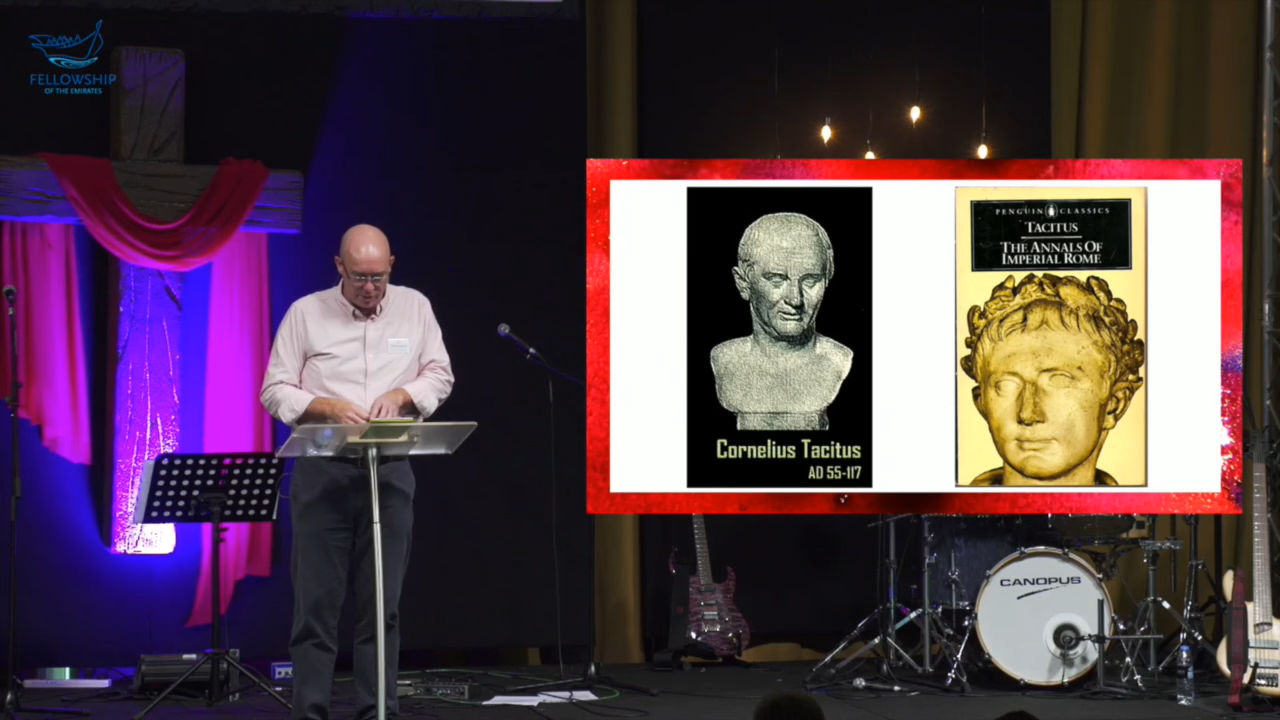 FELLOWSHIP
OF THE EMIRATES
Cornelius Tacitus
AD 55-117
PENGUIN CLASSICS
TACITUS
THE ANNALS OF
IMPERIAL ROME
CANOPUS